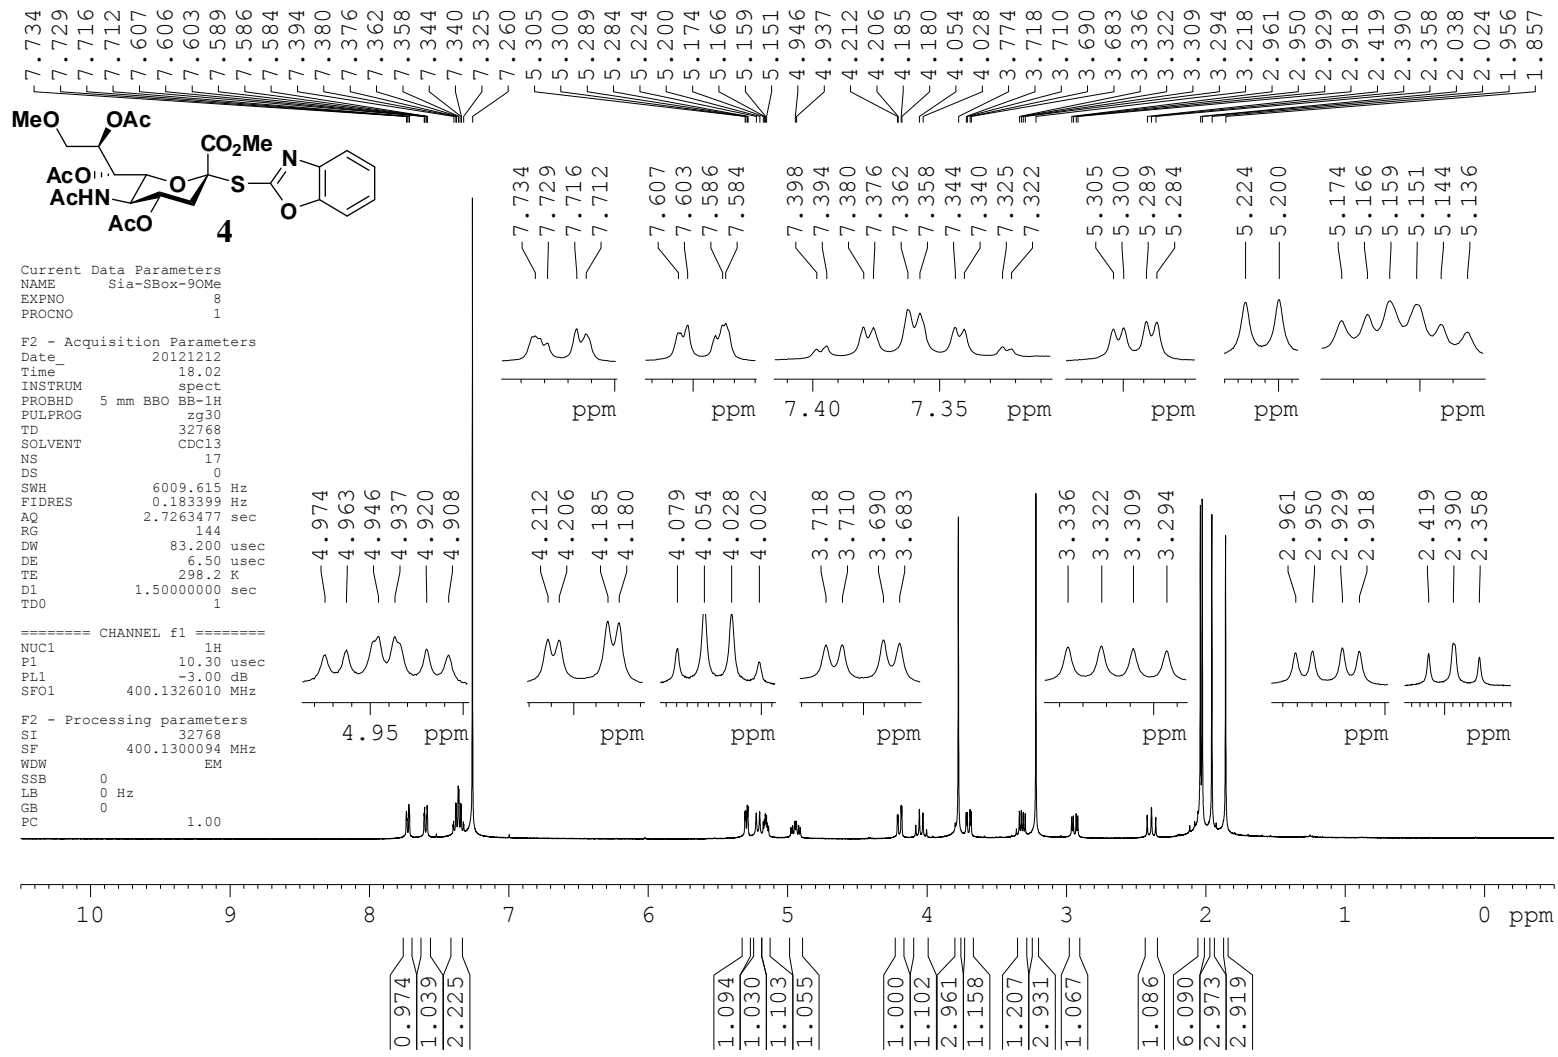 7.734 7.729 7.716 7.712 7.607 7.606 7.603 7.589 7.586 7.584 7.394 7.380 7.376 7.362 7.358 7.344 7.340 7.325 7.260 5.305 5.300 5.289 5.284 5.224 5.200 5.174 5.166 5.159 5.151 4.946 4.937 4.212 4.206 4.185 4.180 4.054 4.028 3.774 3.718 3.710 3.690 3.683 3.336 3.322 3.309 3.294 3.218 2.961 2.950 2.929 2.918 2.419 2.390 2.358 2.038 2.024 1.956 1.857
MeO OAc
CO2Me
N
AcO O S
AcHN O
AcO
4
7.734 7.729 7.716 7.712
7.607 7.603 7.586 7.584
7.398 7.394 7.380 7.376 7.362 7.358 7.344 7.340 7.325 7.322
5.305 5.300 5.289 5.284
5.224 5.200
5.174 5.166 5.159 5.151 5.144 5.136
ppm ppm 7.40 7.35 ppm ppm ppm ppm
Current Data Parameters
NAME Sia-SBox-9OMe
EXPNO 8
PROCNO 1
F2 - Acquisition Parameters
Date_ 20121212
Time 18.02
INSTRUM spect
PROBHD 5 mm BBO BB-1H
PULPROG zg30
TD 32768
SOLVENT CDCl3
NS 17
DS 0
SWH 6009.615 Hz
FIDRES 0.183399 Hz
AQ 2.7263477 sec
RG 144
DW 83.200 usec
DE 6.50 usec
TE 298.2 K
D1 1.50000000 sec
TD0 1
======== CHANNEL f1 ========
NUC1 1H
P1 10.30 usec
PL1 -3.00 dB
SFO1 400.1326010 MHz
F2 - Processing parameters
SI 32768
SF 400.1300094 MHz
WDW EM
SSB 0
LB 0 Hz
GB 0
PC 1.00
4.974 4.963 4.946 4.937 4.920 4.908
4.212 4.206 4.185 4.180
4.079 4.054 4.028 4.002
3.718 3.710 3.690 3.683
3.336 3.322 3.309 3.294
2.961 2.950 2.929 2.918
2.419 2.390 2.358
4.95 ppm ppm ppm ppm ppm ppm ppm
10 9 8 7 6 5 4 3 2 1 0 ppm
0.974 1.039 2.225 1.094 1.030 1.103 1.055 1.000 1.102 2.961 1.158 1.207 2.931 1.067 1.086 6.090 2.973 2.919